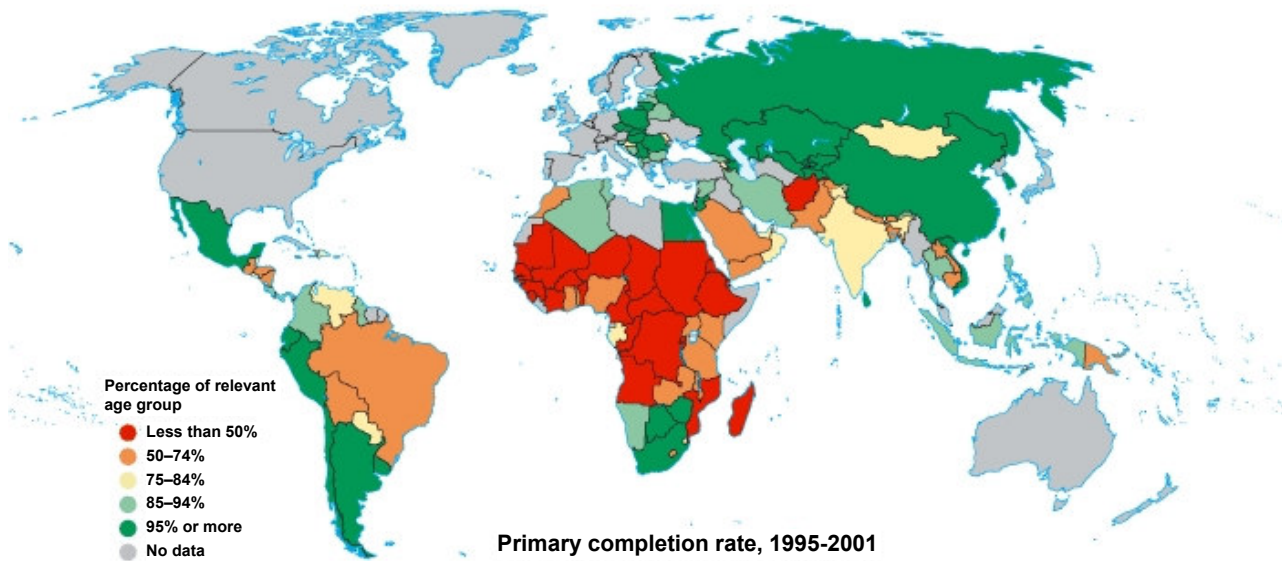 Percentage of relevant
age group
Less than 50%
50–74%
75–84%
85–94%
95% or more
No data
Primary completion rate, 1995-2001